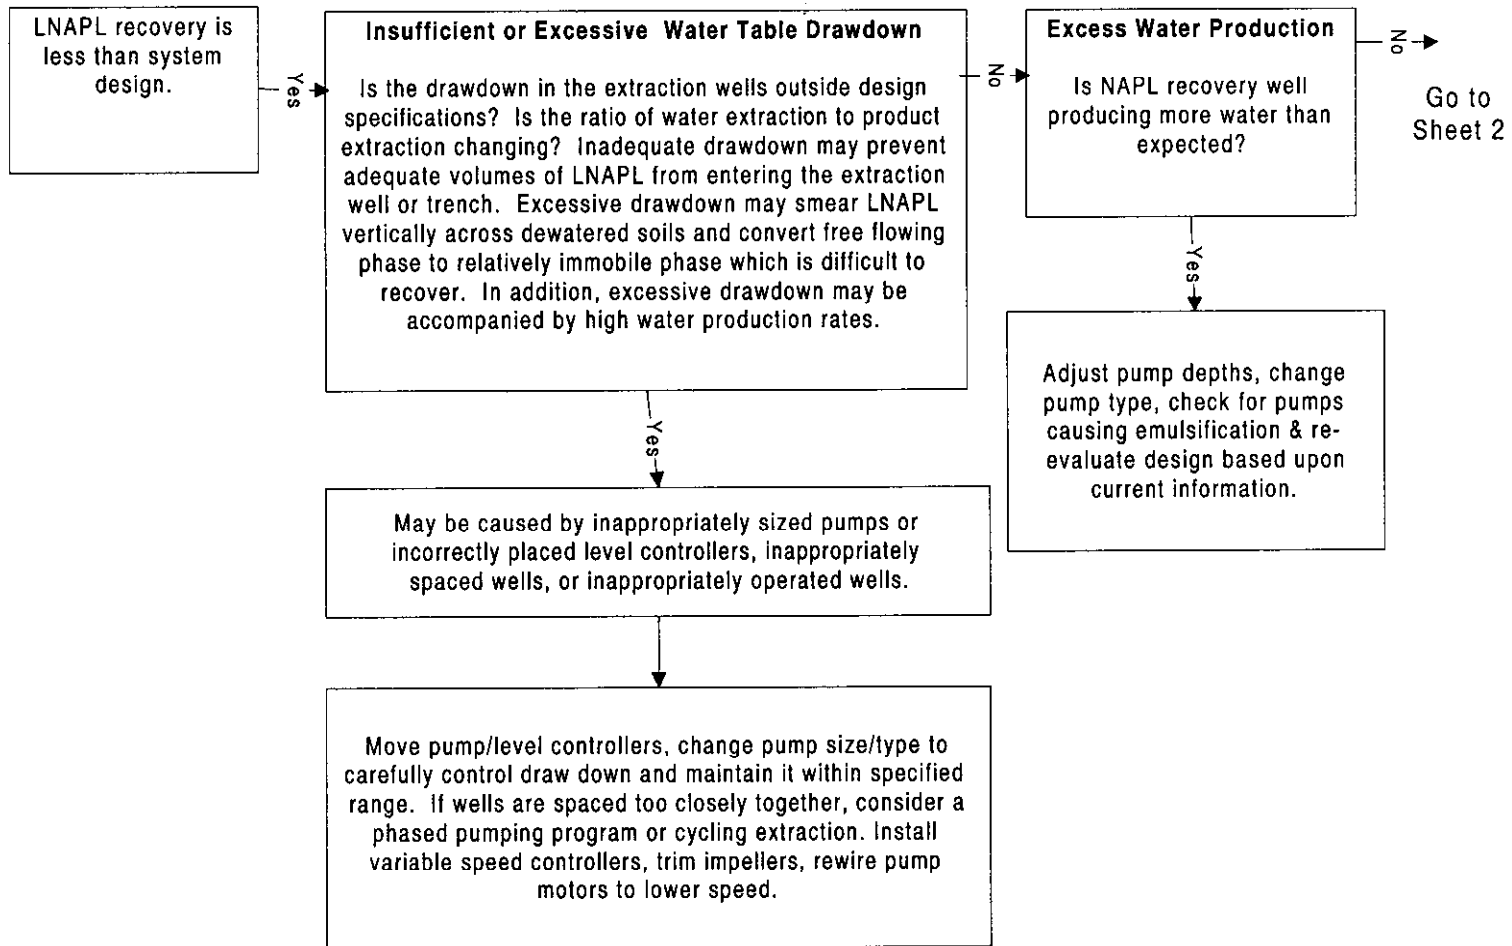 LNAPL recovery is
less than system
design.
Yes
Insufficient or Excessive Water Table Drawdown
Is the drawdown in the extraction wells outside design
specifications? Is the ratio of water extraction to product
extraction changing? Inadequate drawdown may prevent
adequate volumes of LNAPL from entering the extraction
well or trench. Excessive drawdown may smear LNAPL
vertically across dewatered soils and convert free flowing
phase to relatively immobile phase which is difficult to
recover. In addition, excessive drawdown may be
accompanied by high water production rates.
No
Excess Water Production
Is NAPL recovery well
producing more water than
expected?
No
Go to
Sheet 2
Yes
Adjust pump depths, change
pump type, check for pumps
causing emulsification & re-
evaluate design based upon
current information.
Yes
May be caused by inappropriately sized pumps or
incorrectly placed level controllers, inappropriately
spaced wells, or inappropriately operated wells.
Move pump/level controllers, change pump size/type to
carefully control draw down and maintain it within specified
range. If wells are spaced too closely together, consider a
phased pumping program or cycling extraction. Install
variable speed controllers, trim impellers, rewire pump
motors to lower speed.